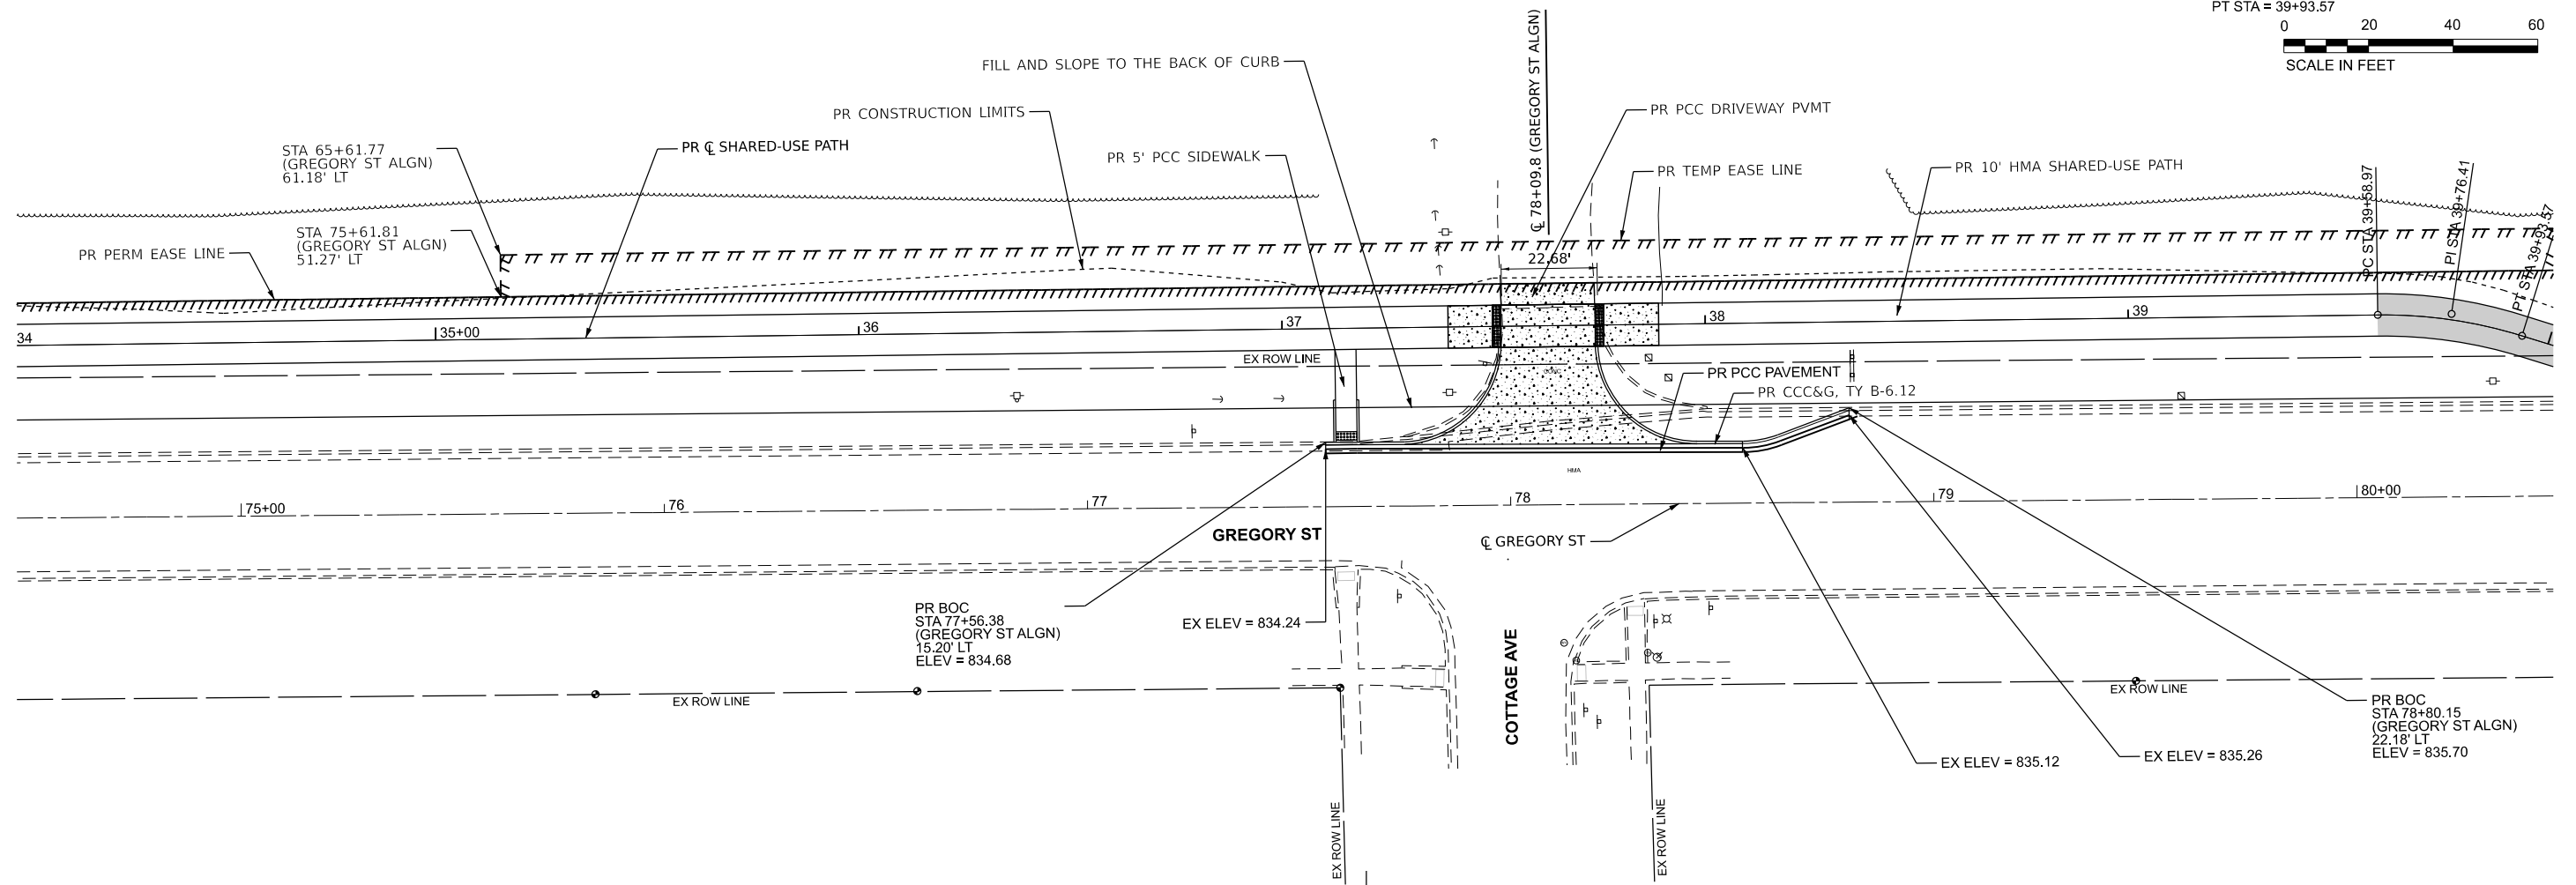 PT STA = 39+93.57
0 20 40 60
SCALE IN FEET
FILL AND SLOPE TO THE BACK OF CURB
℄ 78+09.8 (GREGORY ST ALGN)
PR CONSTRUCTION LIMITS
PR PCC DRIVEWAY PVMT
STA 65+61.77
(GREGORY ST ALGN)
61.18' LT
PR ℄ SHARED-USE PATH
PR 5' PCC SIDEWALK
PR TEMP EASE LINE
PR 10' HMA SHARED-USE PATH
PC STA 39+58.97
PI STA 39+76.41
PT STA 39+93.57
STA 75+61.81
(GREGORY ST ALGN)
51.27' LT
PR PERM EASE LINE
22.68'
34
35+00
36
37
38
39
EX ROW LINE
CONC
PR PCC PAVEMENT
PR CCC&G, TY B-6.12
HMA
75+00
76
77
78
79
80+00
GREGORY ST
℄ GREGORY ST
PR BOC
STA 77+56.38
(GREGORY ST ALGN)
15.20' LT
ELEV = 834.68
EX ELEV = 834.24
COTTAGE AVE
EX ROW LINE
EX ROW LINE
PR BOC
STA 78+80.15
(GREGORY ST ALGN)
22.18' LT
ELEV = 835.70
EX ELEV = 835.12
EX ELEV = 835.26
EX ROW LINE
EX ROW LINE